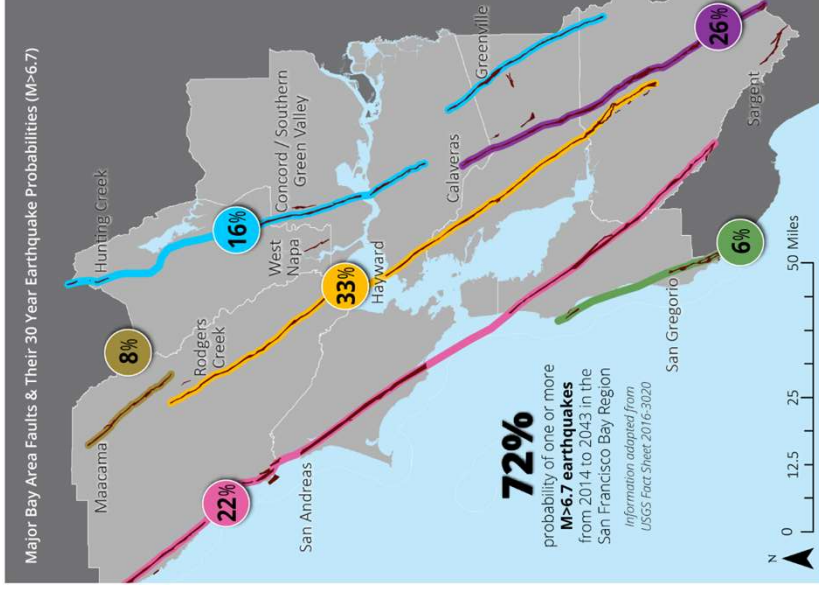 Major Bay Area Faults & Their 30 Year Earthquake Probabilities (M>6.7)
Hunting Creek
Maacama
8%
16%
Concord / Southern
Green Valley
West
Napa
Rodgers
Creek
22%
33%
Hayward
Greenville
Calaveras
San Andreas
26%
Sargent
72%
probability of one or more
M>6.7 earthquakes
from 2014 to 2043 in the
San Francisco Bay Region
Information adapted from
USGS Fact Sheet 2016-3020
San Gregorio
6%
N
0
12.5
25
50 Miles